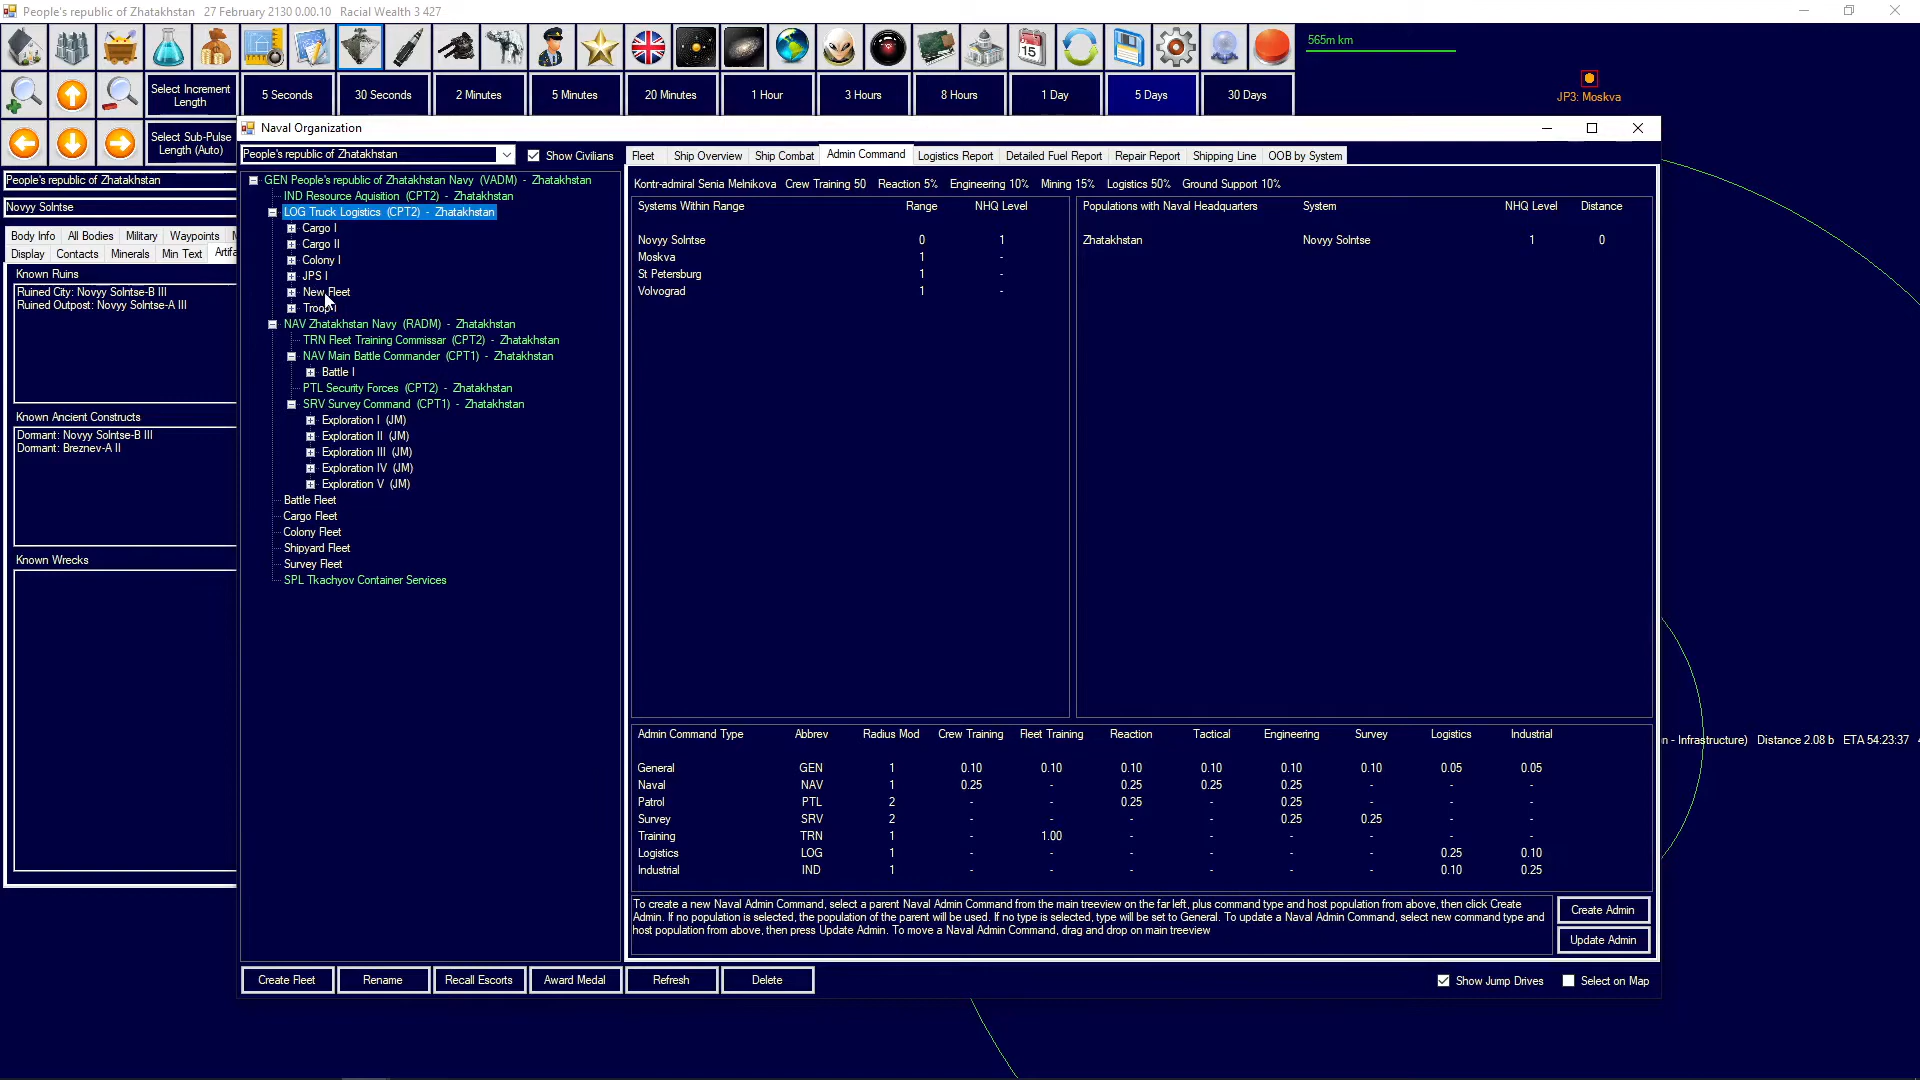 People's republic of Zhatakhstan   27 February 2130 0.00.10   Racial Wealth 3 427
565m km
JP3: Moskva
Select Increment Length
5 Seconds
30 Seconds
2 Minutes
5 Minutes
20 Minutes
1 Hour
3 Hours
8 Hours
1 Day
5 Days
30 Days
Select Sub-Pulse Length (Auto)
People's republic of Zhatakhstan
Novyy Solntse
Body Info   All Bodies   Military   Waypoints
Display   Contacts   Minerals   Min Text   Artifa
Known Ruins
Ruined City: Novyy Solntse-B III
Ruined Outpost: Novyy Solntse-A III
Known Ancient Constructs
Dormant: Novyy Solntse-B III
Dormant: Breznev-A II
Known Wrecks
Naval Organization
People's republic of Zhatakhstan
Show Civilians
GEN People's republic of Zhatakhstan Navy (VADM) - Zhatakhstan
IND Resource Aquisition (CPT2) - Zhatakhstan
LOG Truck Logistics (CPT2) - Zhatakhstan
Cargo I
Cargo II
Colony I
JPS I
New Fleet
Troop I
NAV Zhatakhstan Navy (RADM) - Zhatakhstan
TRN Fleet Training Commissar (CPT2) - Zhatakhstan
NAV Main Battle Commander (CPT1) - Zhatakhstan
Battle I
PTL Security Forces (CPT2) - Zhatakhstan
SRV Survey Command (CPT1) - Zhatakhstan
Exploration I (JM)
Exploration II (JM)
Exploration III (JM)
Exploration IV (JM)
Exploration V (JM)
Battle Fleet
Cargo Fleet
Colony Fleet
Shipyard Fleet
Survey Fleet
SPL Tkachyov Container Services
Fleet   Ship Overview   Ship Combat   Admin Command   Logistics Report   Detailed Fuel Report   Repair Report   Shipping Line   OOB by System
Kontr-admiral Senia Melnikova   Crew Training 50   Reaction 5%   Engineering 10%   Mining 15%   Logistics 50%   Ground Support 10%
Systems Within Range   Range   NHQ Level
Novyy Solntse   0   1
Moskva   1   -
St Petersburg   1   -
Volvograd   1   -
Populations with Naval Headquarters   System   NHQ Level   Distance
Zhatakhstan   Novyy Solntse   1   0
Admin Command Type   Abbrev   Radius Mod   Crew Training   Fleet Training   Reaction   Tactical   Engineering   Survey   Logistics   Industrial
General   GEN   1   0.10   0.10   0.10   0.10   0.10   0.10   0.05   0.05
Naval   NAV   1   0.25   -   0.25   0.25   0.25   -   -   -
Patrol   PTL   2   -   -   0.25   -   0.25   -   -   -
Survey   SRV   2   -   -   -   -   0.25   0.25   -   -
Training   TRN   1   -   1.00   -   -   -   -   -   -
Logistics   LOG   1   -   -   -   -   -   -   0.25   0.10
Industrial   IND   1   -   -   -   -   -   -   0.10   0.25
To create a new Naval Admin Command, select a parent Naval Admin Command from the main treeview on the far left, plus command type and host population from above, then click Create
Admin. If no population is selected, the population of the parent will be used. If no type is selected, type will be set to General. To update a Naval Admin Command, select new command type and
host population from above, then press Update Admin. To move a Naval Admin Command, drag and drop on main treeview
Create Admin
Update Admin
Create Fleet
Rename
Recall Escorts
Award Medal
Refresh
Delete
Show Jump Drives
Select on Map
n - Infrastructure)   Distance 2.08 b   ETA 54:23:37